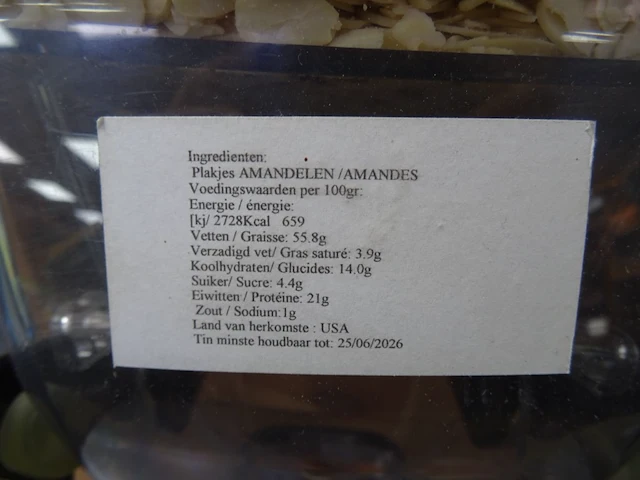 Ingredienten:
Plakjes AMANDELEN /AMANDES
Voedingswaarden per 100gr:
Energie / énergie:
[kj/ 2728Kcal 659
Vetten / Graisse: 55.8g
Verzadigd vet/ Gras saturé: 3.9g
Koolhydraten/ Glucides: 14.0g
Suiker/ Sucre: 4.4g
Eiwitten / Protéine: 21g
Zout / Sodium:1g
Land van herkomste : USA
Tin minste houdbaar tot: 25/06/2026